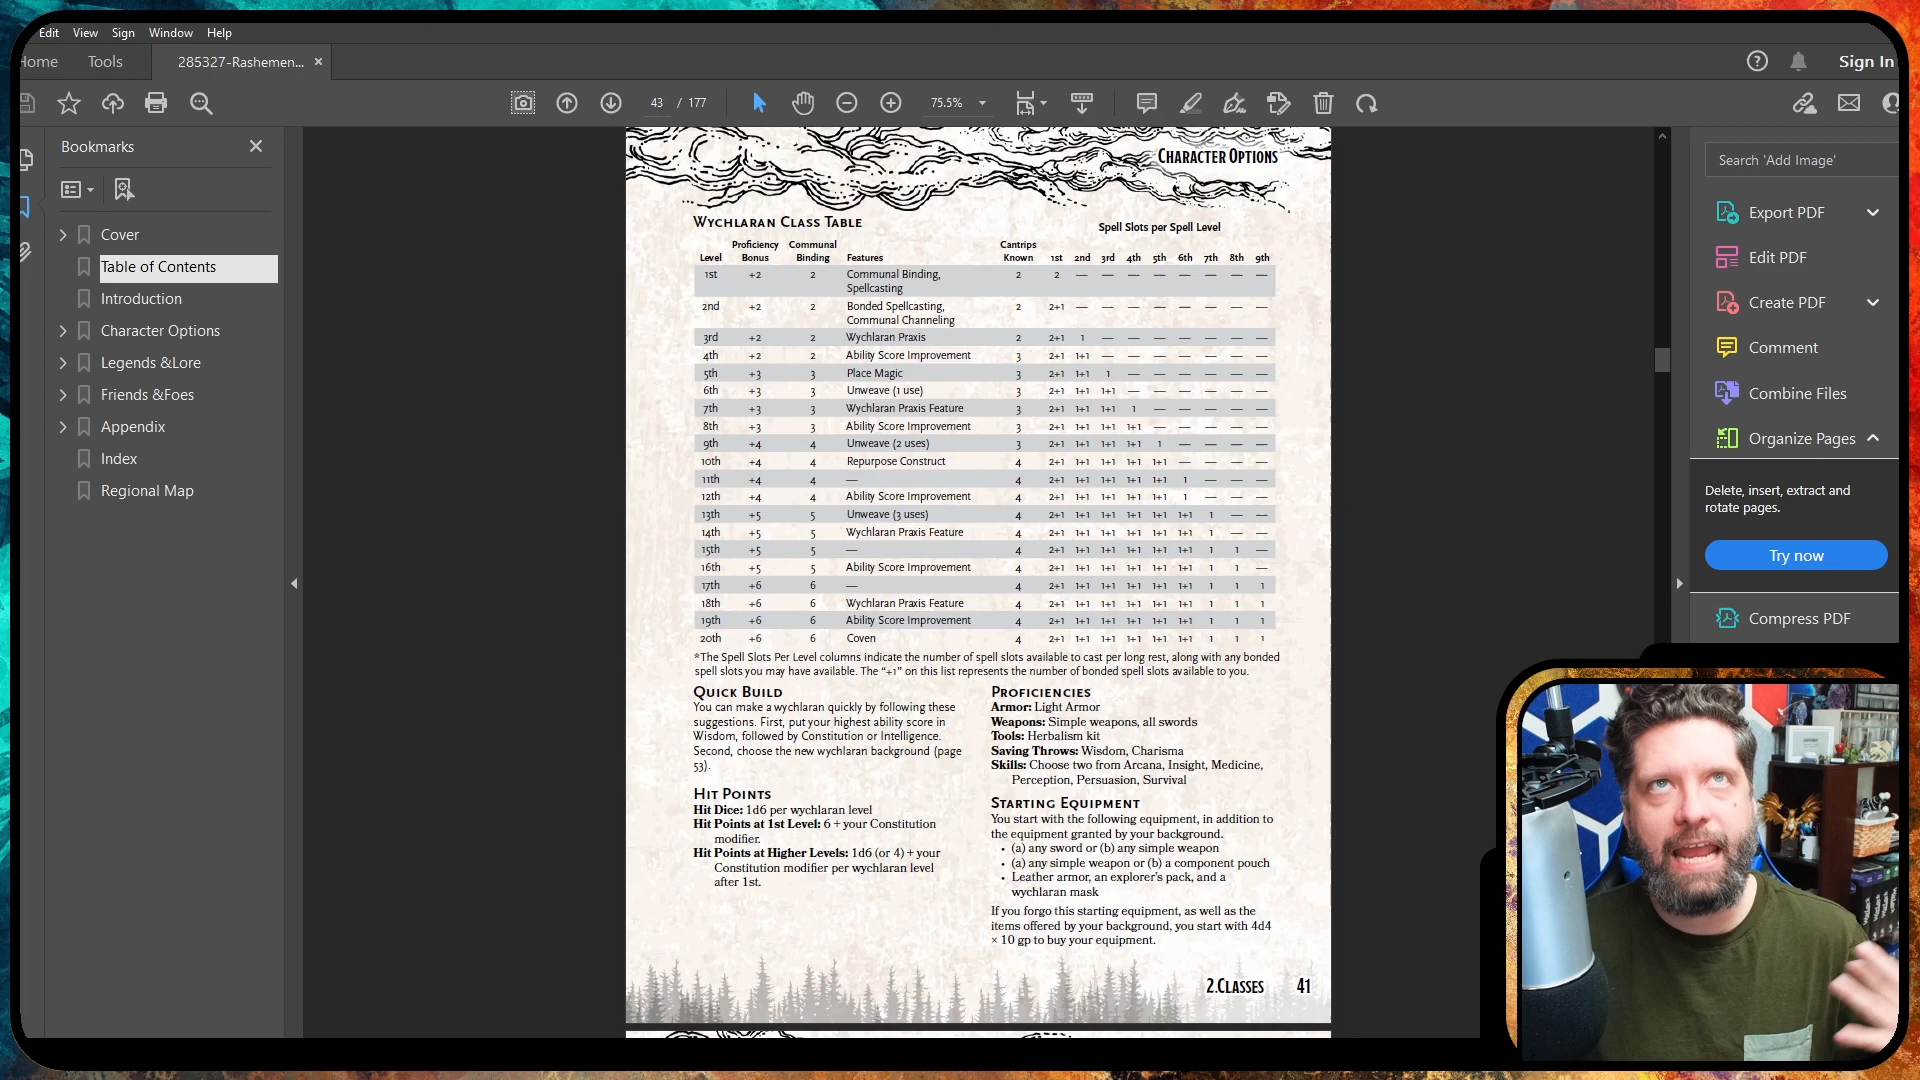 Edit View Sign Window Help
Home Tools 285327-Rashemen... × Sign In
43 / 177 75.5%
Bookmarks
Cover
Table of Contents
Introduction
Character Options
Legends &Lore
Friends &Foes
Appendix
Index
Regional Map
CHARACTER OPTIONS
WYCHLARAN CLASS TABLE
Spell Slots per Spell Level
Proficiency Communal Cantrips
Level Bonus Binding Features Known 1st 2nd 3rd 4th 5th 6th 7th 8th 9th
1st +2 2 Communal Binding, 2 2 — — — — — — — —
Spellcasting
2nd +2 2 Bonded Spellcasting, 2 2+1 — — — — — — — —
Communal Channeling
3rd +2 2 Wychlaran Praxis 2 2+1 1 — — — — — — —
4th +2 2 Ability Score Improvement 3 2+1 1+1 — — — — — — —
5th +3 3 Place Magic 3 2+1 1+1 1 — — — — — —
6th +3 3 Unweave (1 use) 3 2+1 1+1 1+1 — — — — — —
7th +3 3 Wychlaran Praxis Feature 3 2+1 1+1 1+1 1 — — — — —
8th +3 3 Ability Score Improvement 3 2+1 1+1 1+1 1+1 — — — — —
9th +4 4 Unweave (2 uses) 3 2+1 1+1 1+1 1+1 1 — — — —
10th +4 4 Repurpose Construct 4 2+1 1+1 1+1 1+1 1+1 — — — —
11th +4 4 — 4 2+1 1+1 1+1 1+1 1+1 1 — — —
12th +4 4 Ability Score Improvement 4 2+1 1+1 1+1 1+1 1+1 1 — — —
13th +5 5 Unweave (3 uses) 4 2+1 1+1 1+1 1+1 1+1 1+1 1 — —
14th +5 5 Wychlaran Praxis Feature 4 2+1 1+1 1+1 1+1 1+1 1+1 1 — —
15th +5 5 — 4 2+1 1+1 1+1 1+1 1+1 1+1 1 1 —
16th +5 5 Ability Score Improvement 4 2+1 1+1 1+1 1+1 1+1 1+1 1 1 —
17th +6 6 — 4 2+1 1+1 1+1 1+1 1+1 1+1 1 1 1
18th +6 6 Wychlaran Praxis Feature 4 2+1 1+1 1+1 1+1 1+1 1+1 1 1 1
19th +6 6 Ability Score Improvement 4 2+1 1+1 1+1 1+1 1+1 1+1 1 1 1
20th +6 6 Coven 4 2+1 1+1 1+1 1+1 1+1 1+1 1 1 1
*The Spell Slots Per Level columns indicate the number of spell slots available to cast per long rest, along with any bonded
spell slots you may have available. The “+1” on this list represents the number of bonded spell slots available to you.
QUICK BUILD
You can make a wychlaran quickly by following these
suggestions. First, put your highest ability score in
Wisdom, followed by Constitution or Intelligence.
Second, choose the new wychlaran background (page
53).
HIT POINTS
Hit Dice: 1d6 per wychlaran level
Hit Points at 1st Level: 6 + your Constitution
modifier.
Hit Points at Higher Levels: 1d6 (or 4) + your
Constitution modifier per wychlaran level
after 1st.
PROFICIENCIES
Armor: Light Armor
Weapons: Simple weapons, all swords
Tools: Herbalism kit
Saving Throws: Wisdom, Charisma
Skills: Choose two from Arcana, Insight, Medicine,
Perception, Persuasion, Survival
STARTING EQUIPMENT
You start with the following equipment, in addition to
the equipment granted by your background.
• (a) any sword or (b) any simple weapon
• (a) any simple weapon or (b) a component pouch
• Leather armor, an explorer's pack, and a
wychlaran mask
If you forgo this starting equipment, as well as the
items offered by your background, you start with 4d4
× 10 gp to buy your equipment.
2.CLASSES 41
Search 'Add Image'
Export PDF
Edit PDF
Create PDF
Comment
Combine Files
Organize Pages
Delete, insert, extract and
rotate pages.
Try now
Compress PDF